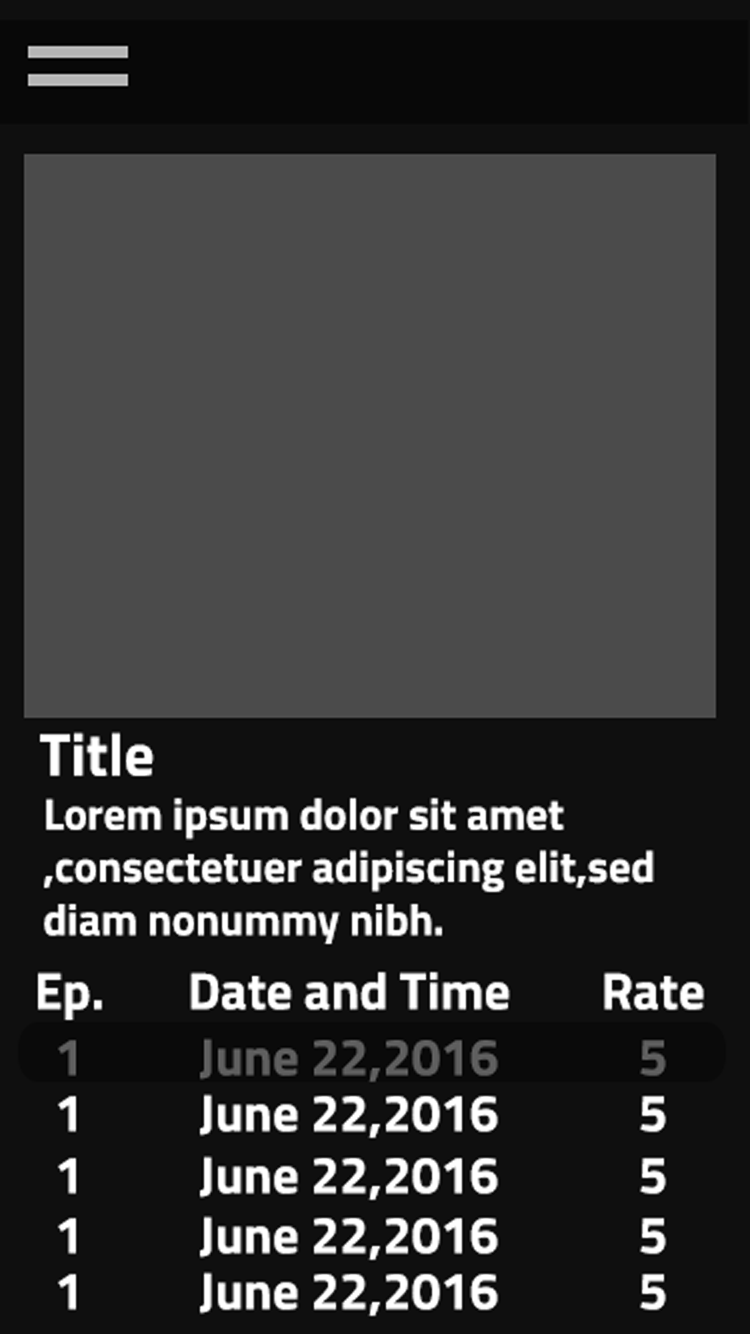 Title
Lorem ipsum dolor sit amet
,consectetuer adipiscing elit,sed
diam nonummy nibh.
Ep. Date and Time Rate
1 June 22,2016 5
1 June 22,2016 5
1 June 22,2016 5
1 June 22,2016 5
1 June 22,2016 5